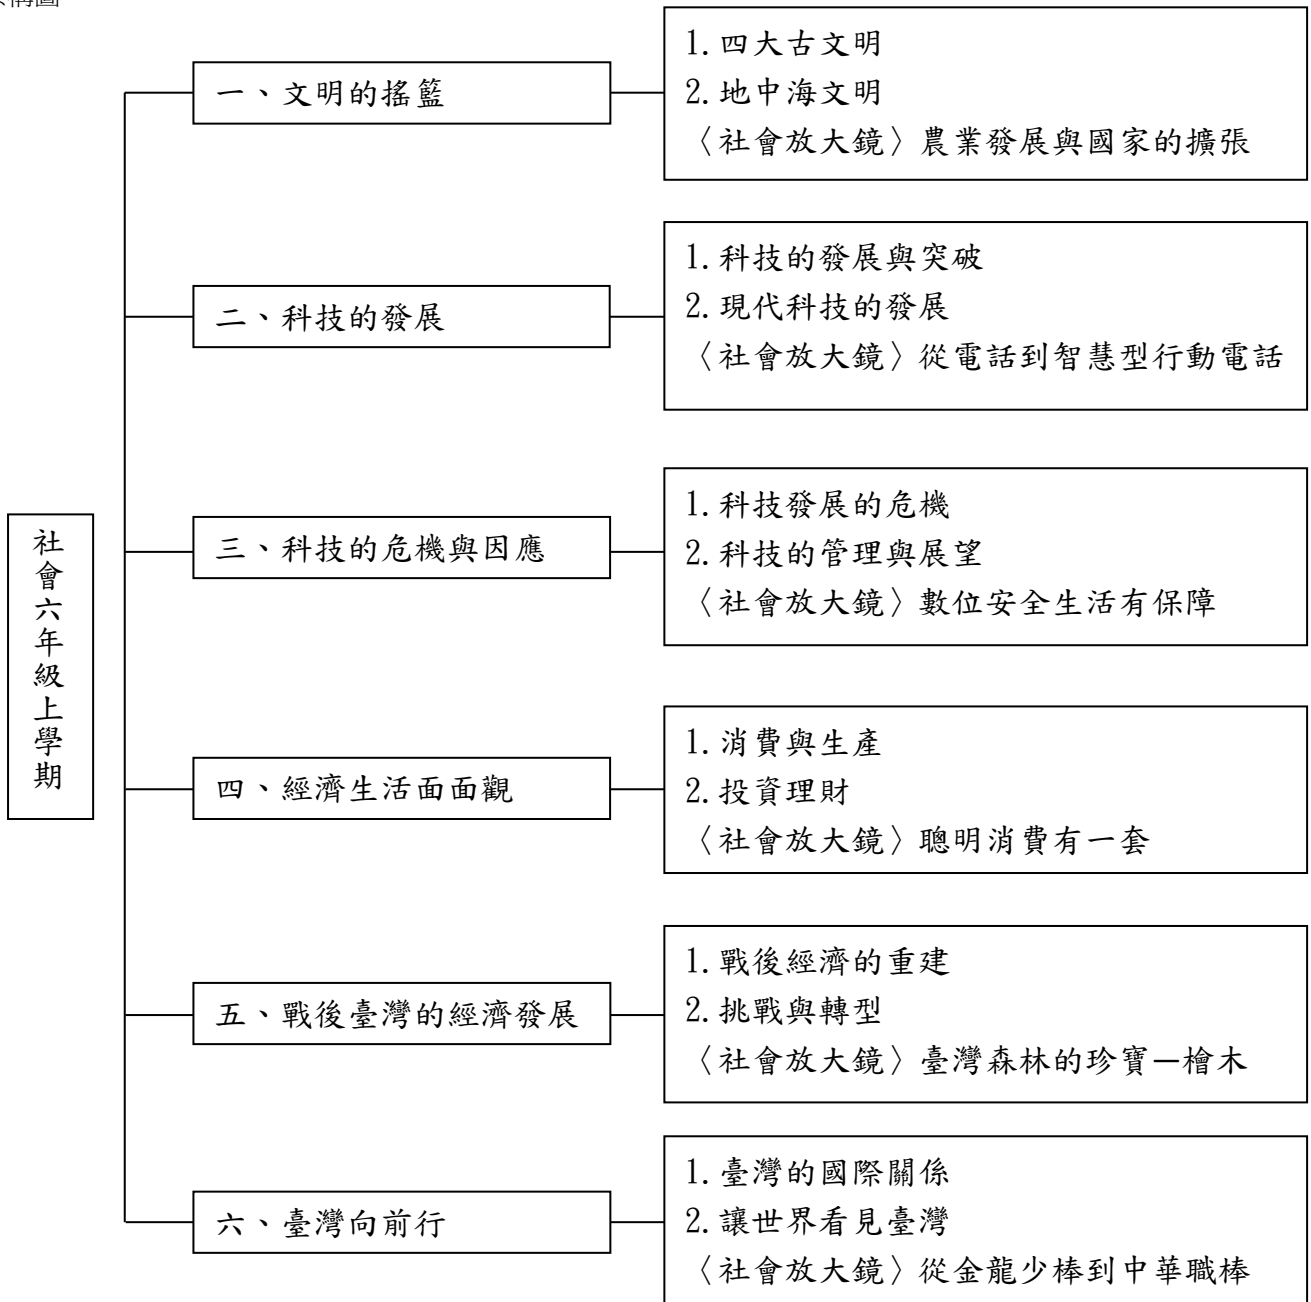 構圖
社會六年級上學期
一、文明的搖籃
1.四大古文明
2.地中海文明
〈社會放大鏡〉農業發展與國家的擴張
二、科技的發展
1.科技的發展與突破
2.現代科技的發展
〈社會放大鏡〉從電話到智慧型行動電話
三、科技的危機與因應
1.科技發展的危機
2.科技的管理與展望
〈社會放大鏡〉數位安全生活有保障
四、經濟生活面面觀
1.消費與生產
2.投資理財
〈社會放大鏡〉聰明消費有一套
五、戰後臺灣的經濟發展
1.戰後經濟的重建
2.挑戰與轉型
〈社會放大鏡〉臺灣森林的珍寶—檜木
六、臺灣向前行
1.臺灣的國際關係
2.讓世界看見臺灣
〈社會放大鏡〉從金龍少棒到中華職棒